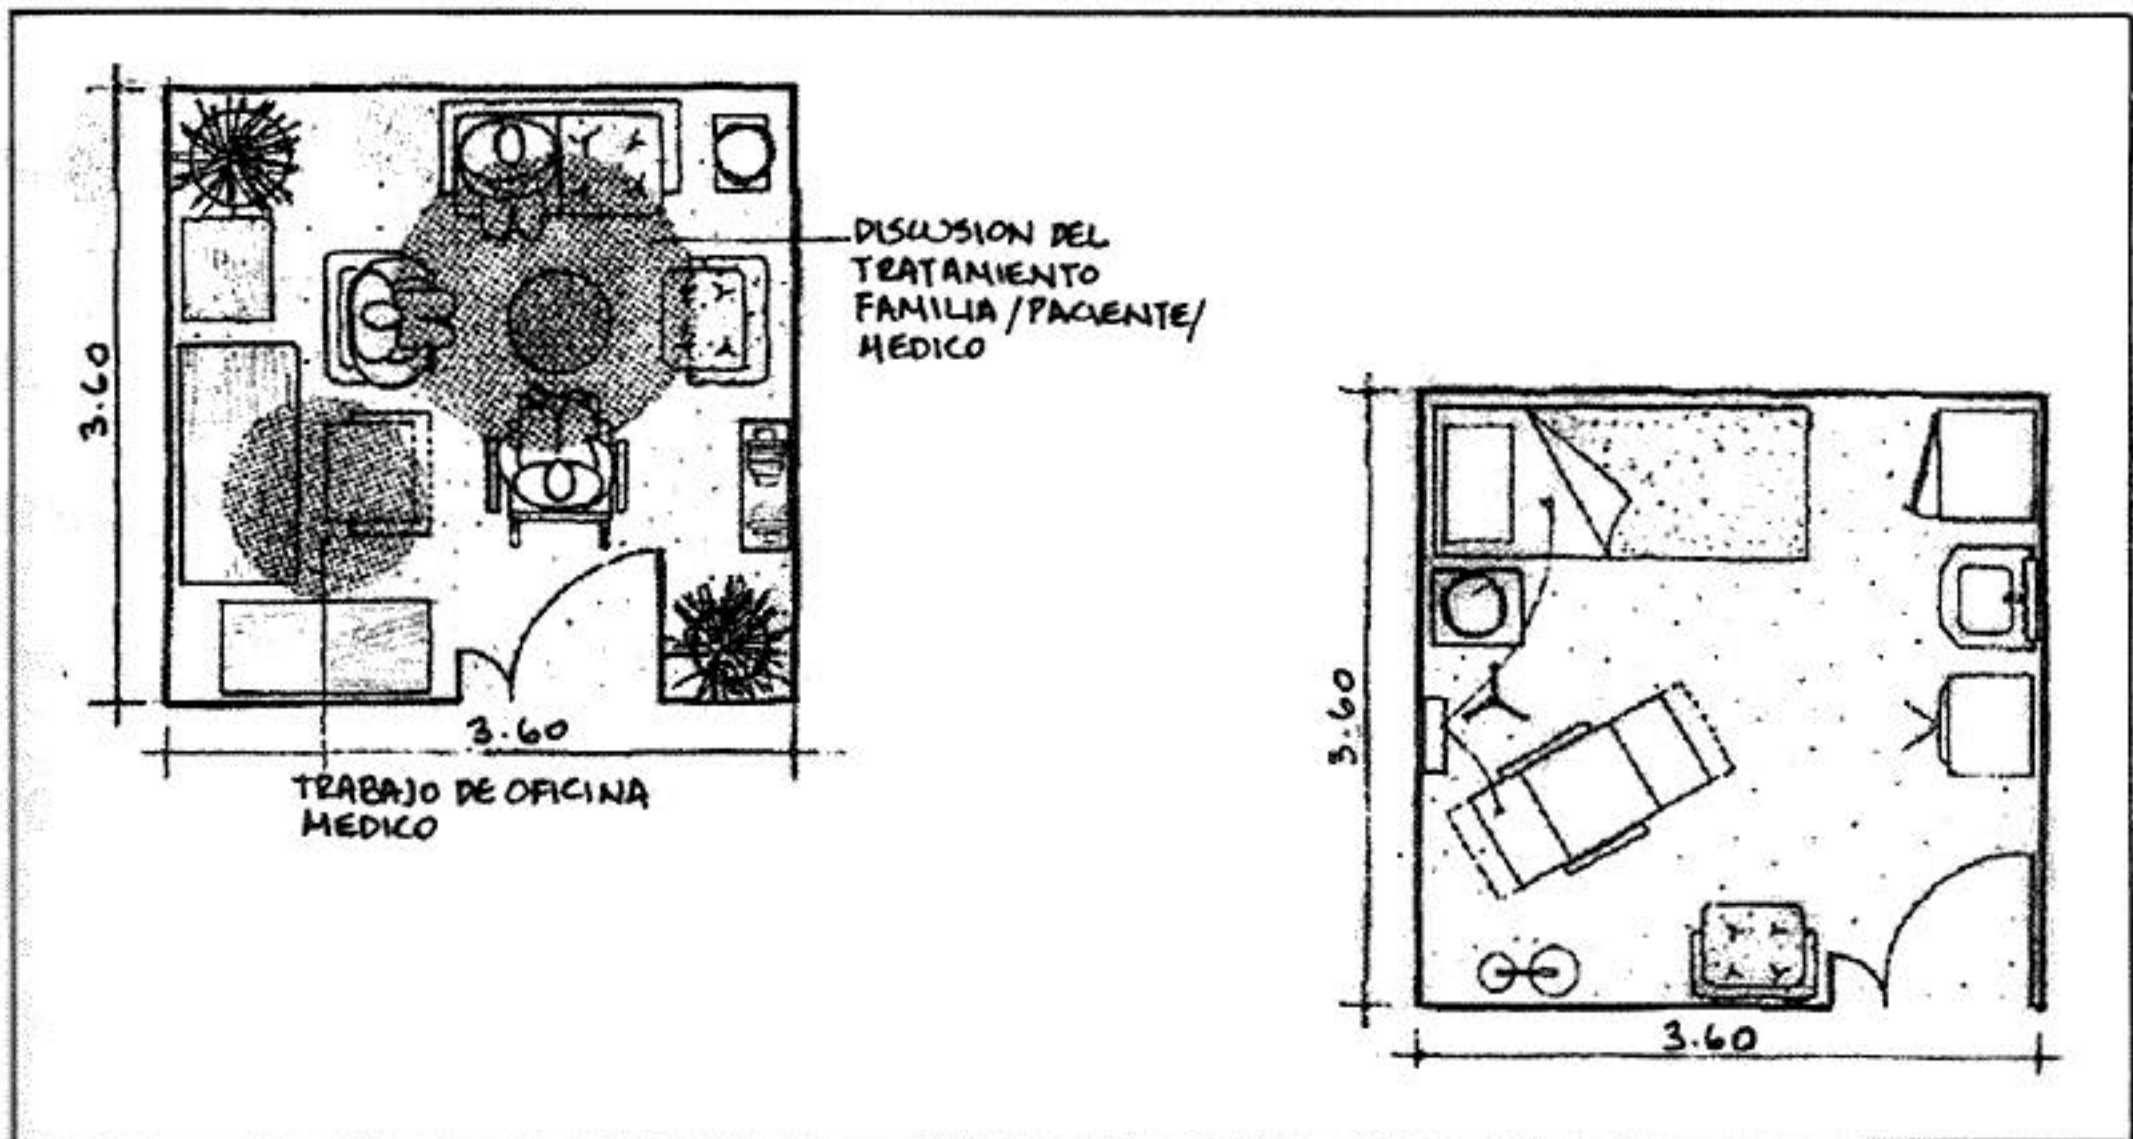 3.60
DISCUSION DEL
TRATAMIENTO
FAMILIA/PACIENTE/
MEDICO
3.60
TRABAJO DE OFICINA
MEDICO
3.60
3.60